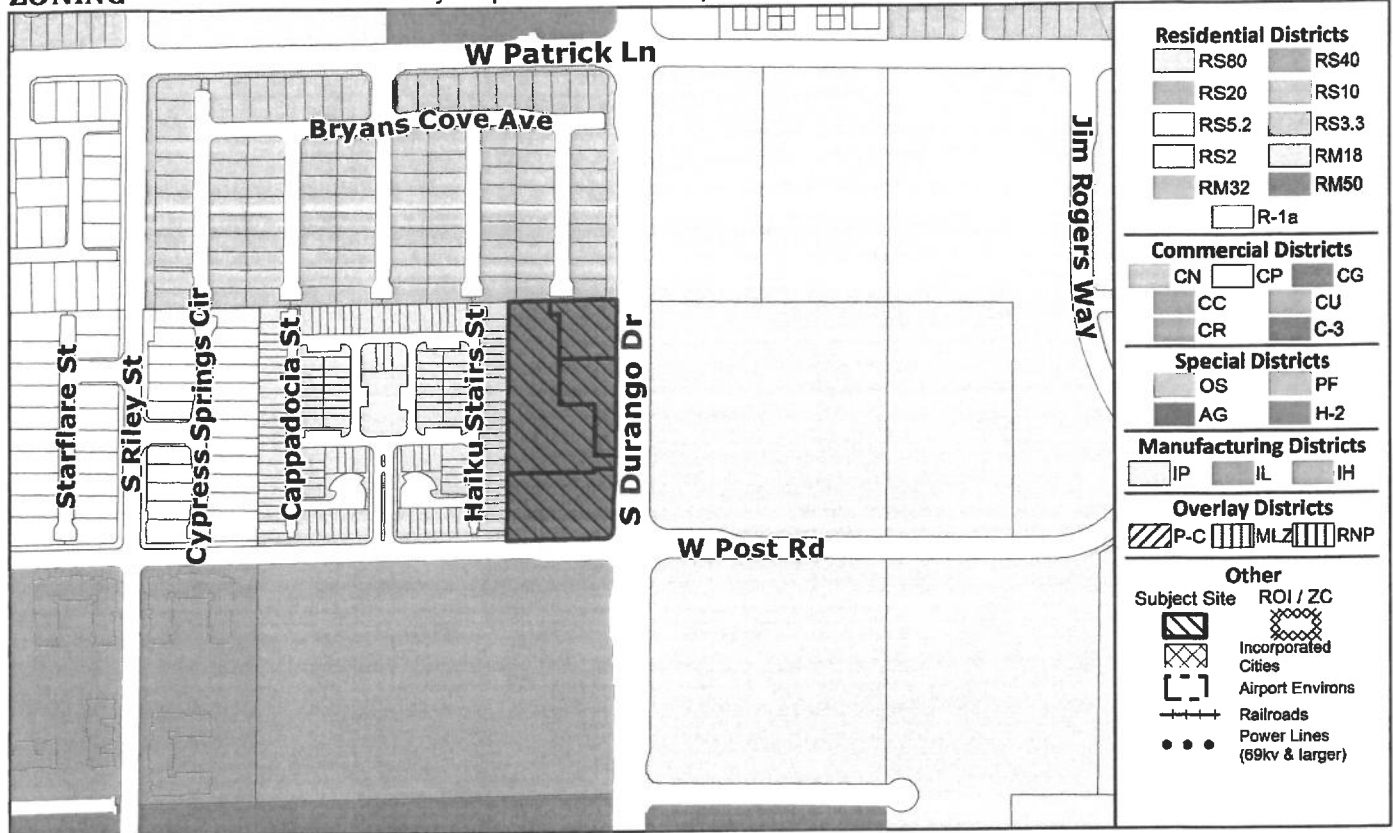 ZONING
W Patrick Ln
Bryans Cove Ave
Jim Rogers Way
Starflare St
S Riley St
Cypress Springs Cir
Cappadocia St
Haiku Stairs St
S Durango Dr
W Post Rd
Residential Districts
RS80 RS40
RS20 RS10
RS5.2 RS3.3
RS2 RM18
RM32 RM50
R-1a
Commercial Districts
CN CP CG
CC CU
CR C-3
Special Districts
OS PF
AG H-2
Manufacturing Districts
IP IL IH
Overlay Districts
P-C MLZ RNP
Other
Subject Site ROI / ZC
Incorporated
Cities
Airport Environs
Railroads
Power Lines
(69kv & larger)